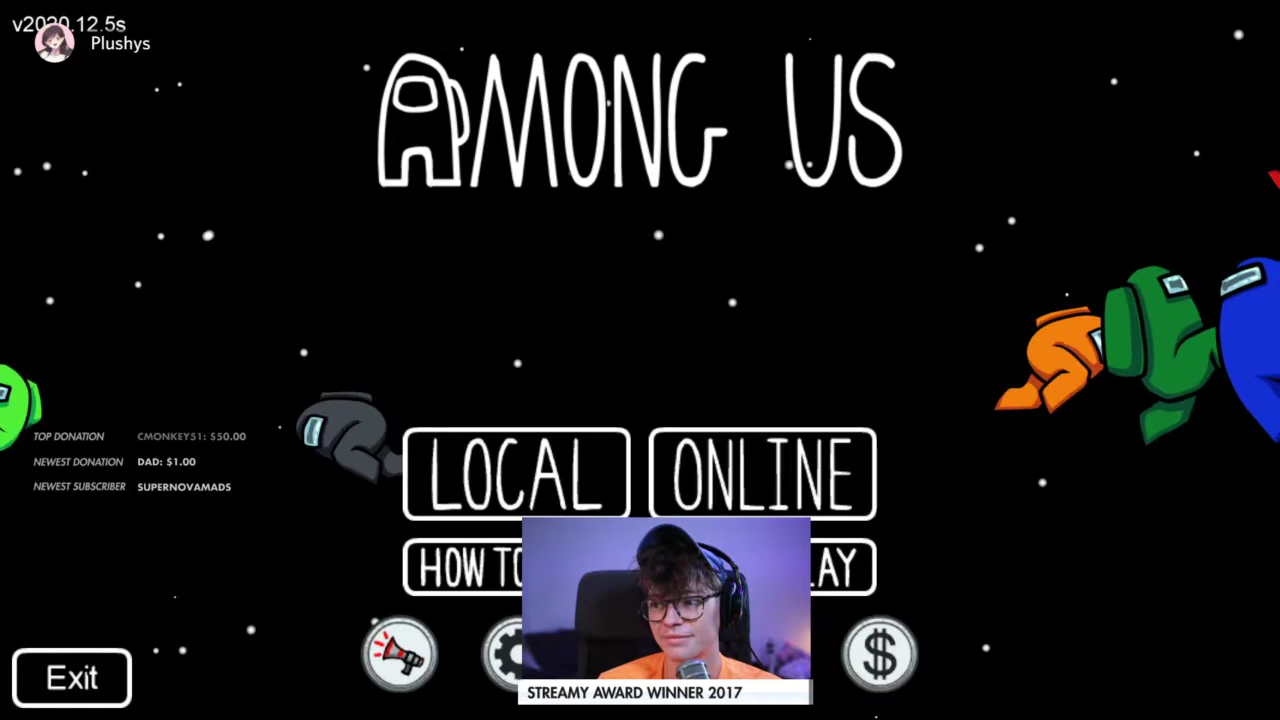 v2020.12.5s
Plushys
AMONG US
TOP DONATION CMONKEY51: $50.00
NEWEST DONATION DAD: $1.00
NEWEST SUBSCRIBER SUPERNOVAMADS
LOCAL ONLINE
HOW TO LAY
Exit
$
STREAMY AWARD WINNER 2017